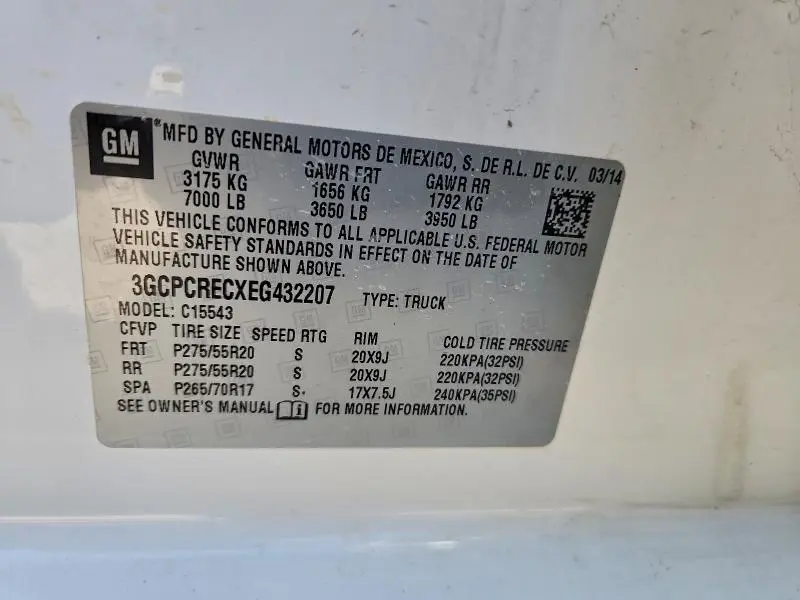 GM *MFD BY GENERAL MOTORS DE MEXICO, S. DE R.L. DE C.V. 03/14
GVWR GAWR FRT GAWR RR
3175 KG 1656 KG 1792 KG
7000 LB 3650 LB 3950 LB
THIS VEHICLE CONFORMS TO ALL APPLICABLE U.S. FEDERAL MOTOR
VEHICLE SAFETY STANDARDS IN EFFECT ON THE DATE OF
MANUFACTURE SHOWN ABOVE.
3GCPCRECXEG432207 TYPE: TRUCK
MODEL: C15543
CFVP TIRE SIZE SPEED RTG RIM COLD TIRE PRESSURE
FRT P275/55R20 S 20X9J 220KPA(32PSI)
RR P275/55R20 S 20X9J 220KPA(32PSI)
SPA P265/70R17 S 17X7.5J 240KPA(35PSI)
SEE OWNER'S MANUAL FOR MORE INFORMATION.